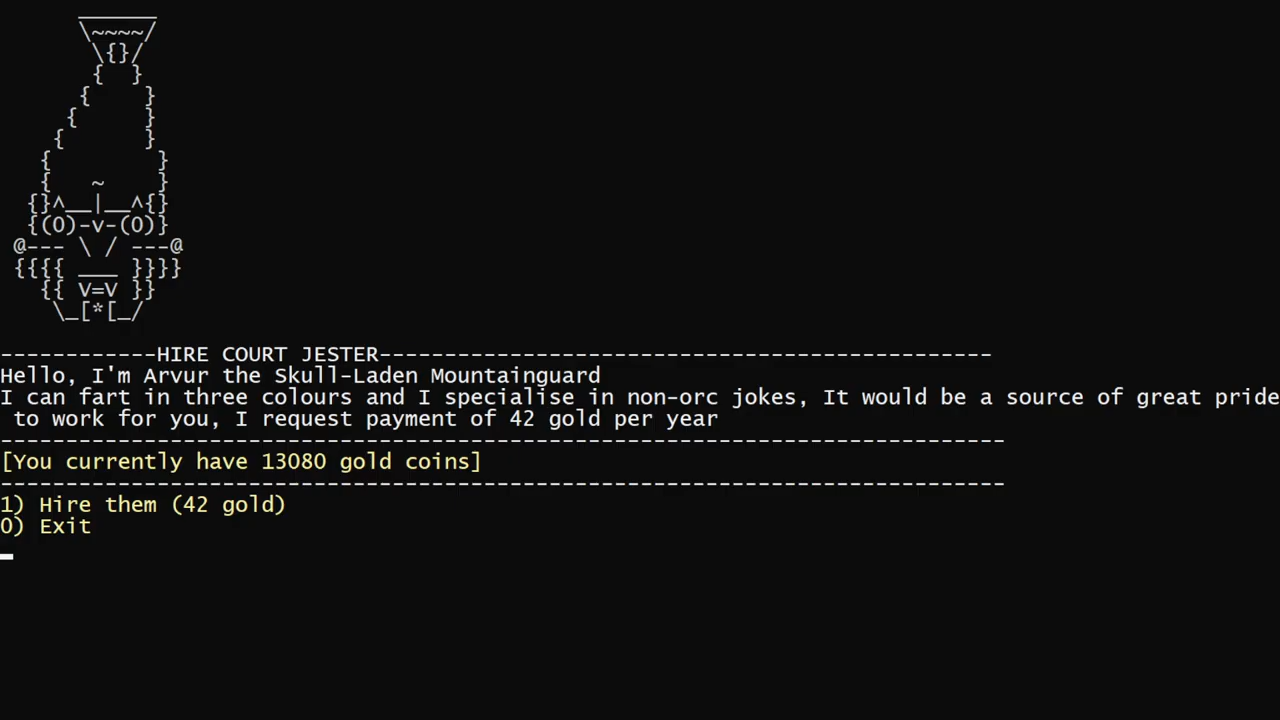 ------------HIRE COURT JESTER-----------------------------------------------
Hello, I'm Arvur the Skull-Laden Mountainguard
I can fart in three colours and I specialise in non-orc jokes, It would be a source of great pride
to work for you, I request payment of 42 gold per year
-----------------------------------------------------------------------------
[You currently have 13080 gold coins]
-----------------------------------------------------------------------------
1) Hire them (42 gold)
0) Exit